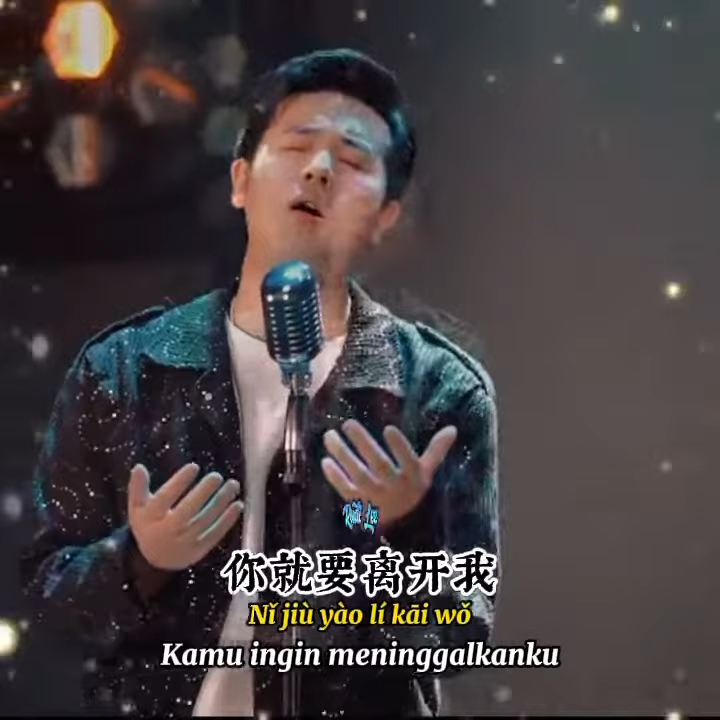 你就要离开我
Nǐ jiù yào lí kāi wǒ
Kamu ingin meninggalkanku